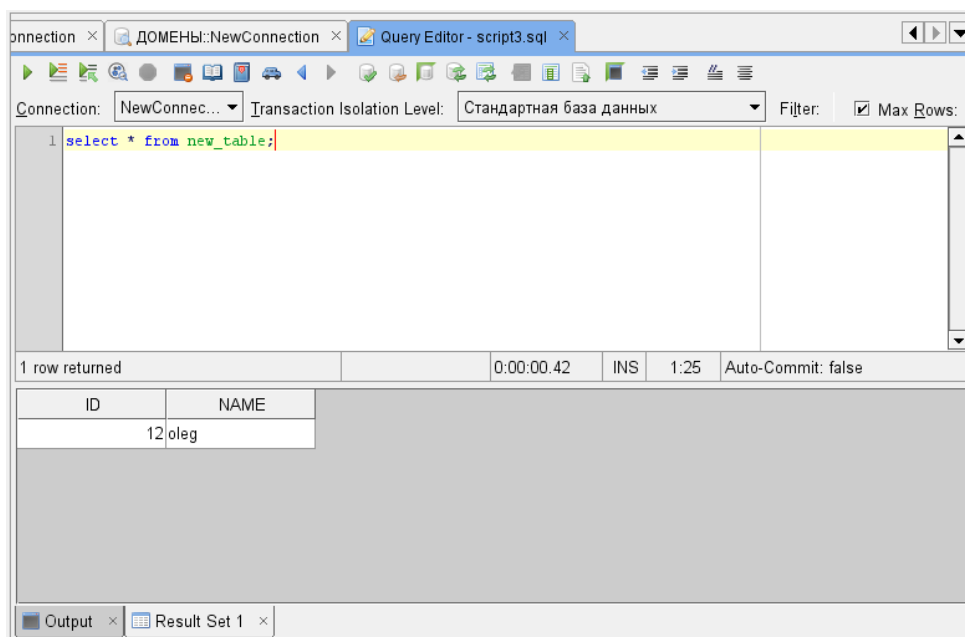 onnection × ДОМЕНЫ::NewConnection × Query Editor - script3.sql ×
Connection: NewConnec... Transaction Isolation Level: Стандартная база данных Filter: Max Rows:
1 select * from new_table;
1 row returned 0:00:00.42 INS 1:25 Auto-Commit: false
ID NAME
12 oleg
Output × Result Set 1 ×